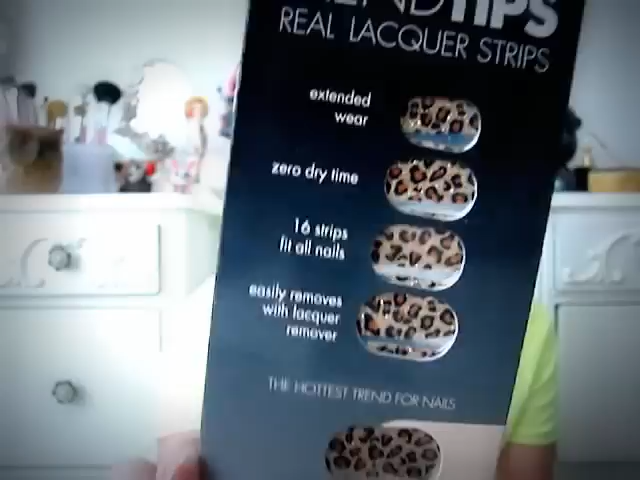 TIPS
REAL LACQUER STRIPS
extended
wear
zero dry time
16 strips
fit all nails
easily removes
with lacquer
remover
THE HOTTEST TREND FOR NAILS